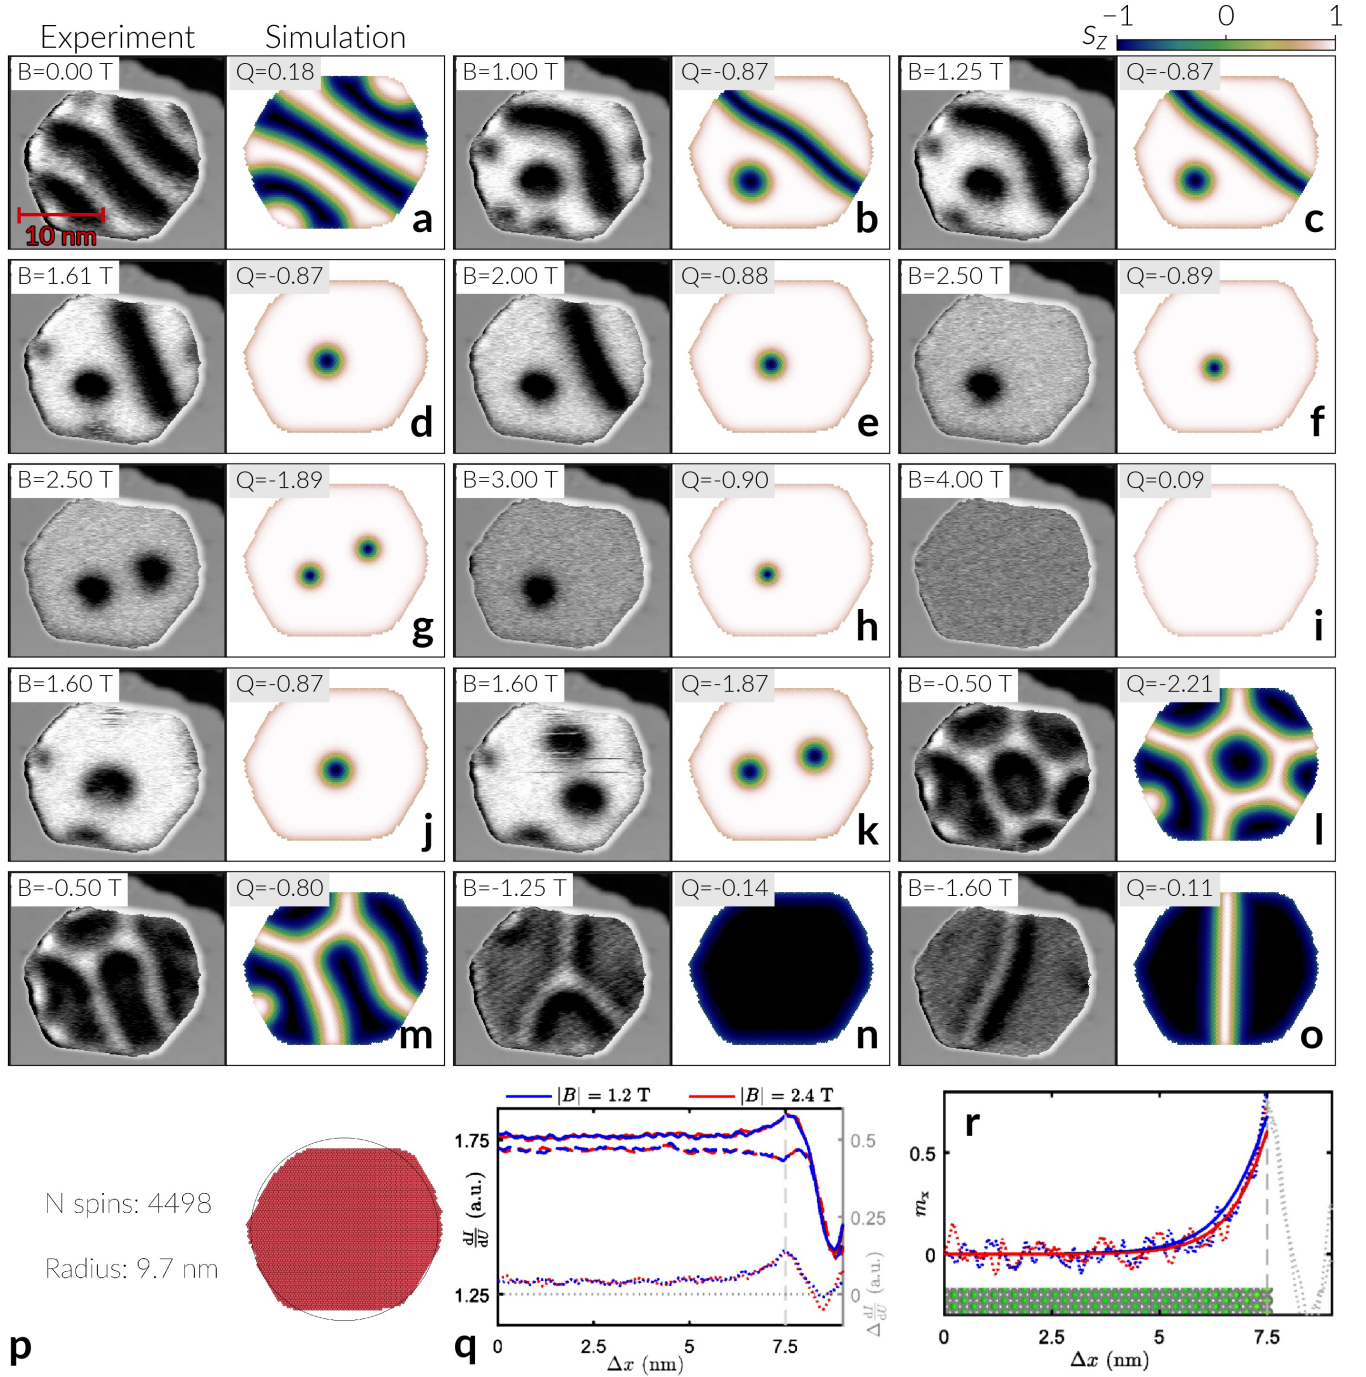 Experiment Simulation
S_Z −1 0 1
B=0.00 T Q=0.18 B=1.00 T Q=-0.87 B=1.25 T Q=-0.87
10 nm
a b c
B=1.61 T Q=-0.87 B=2.00 T Q=-0.88 B=2.50 T Q=-0.89
d e f
B=2.50 T Q=-1.89 B=3.00 T Q=-0.90 B=4.00 T Q=0.09
g h i
B=1.60 T Q=-0.87 B=1.60 T Q=-1.87 B=-0.50 T Q=-2.21
j k l
B=-0.50 T Q=-0.80 B=-1.25 T Q=-0.14 B=-1.60 T Q=-0.11
m n o
N spins: 4498
Radius: 9.7 nm
p
|B| = 1.2 T |B| = 2.4 T
1.75
1.25
dI/dU (a.u.)
0.5
0.25
0
Δ dI/dU (a.u.)
0 2.5 5 7.5
Δx (nm)
q
r
0.5
0
m_x
0 2.5 5 7.5
Δx (nm)